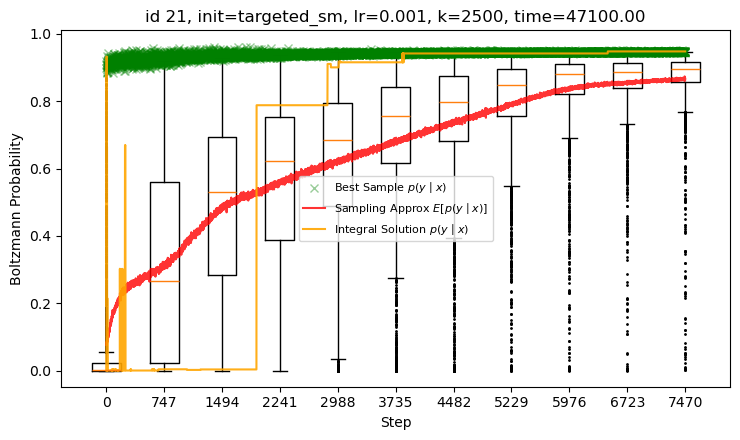 id 21, init=targeted_sm, lr=0.001, k=2500, time=47100.00
Boltzmann Probability
1.0
0.8
0.6
0.4
0.2
0.0
Best Sample p(y | x)
Sampling Approx E[p(y | x)]
Integral Solution p(y | x)
0 747 1494 2241 2988 3735 4482 5229 5976 6723 7470
Step